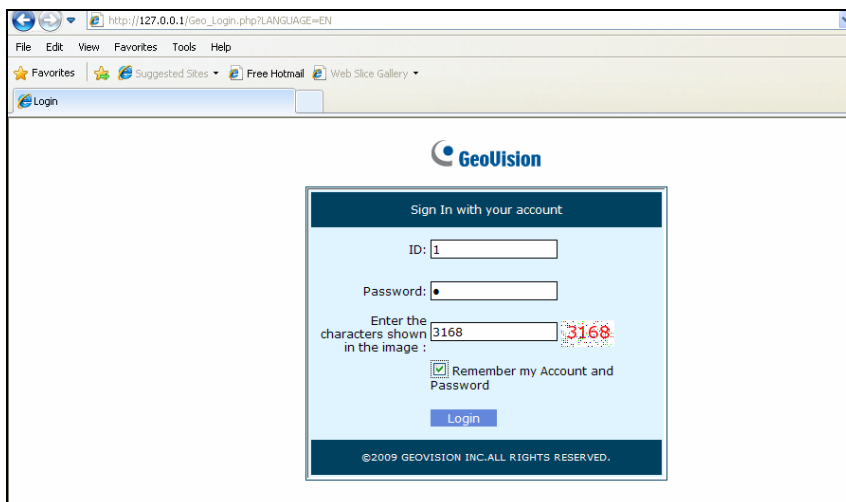 http://127.0.0.1/Geo_Login.php?LANGUAGE=EN
File Edit View Favorites Tools Help
Favorites Suggested Sites Free Hotmail Web Slice Gallery
Login
GeoVision
Sign In with your account
ID: 1
Password: •
Enter the
characters shown
in the image :
3168 3168
Remember my Account and
Password
Login
©2009 GEOVISION INC.ALL RIGHTS RESERVED.